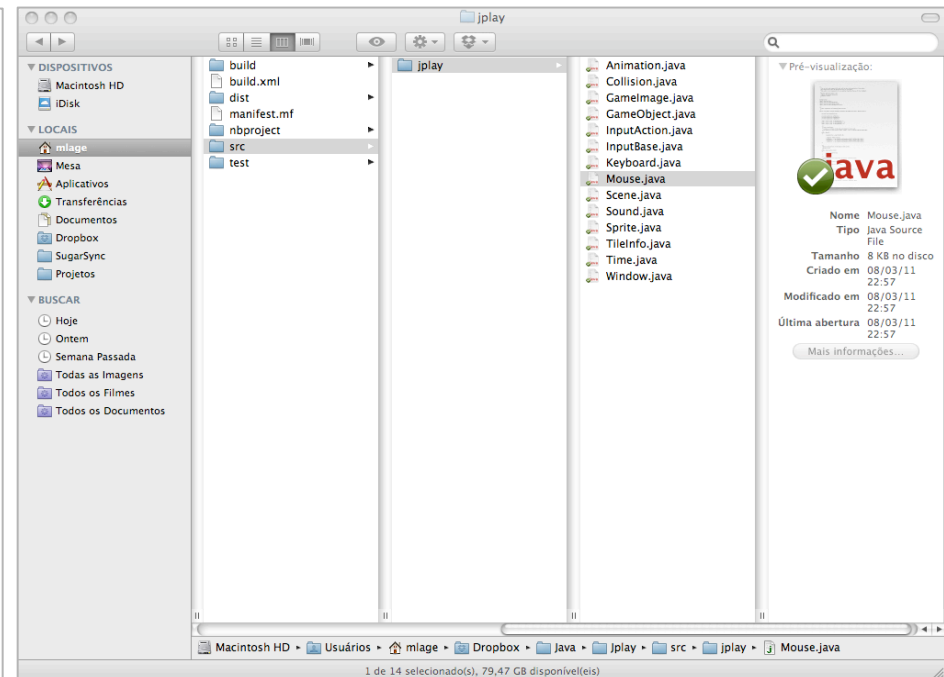 jplay
DISPOSITIVOS
Macintosh HD
iDisk
LOCAIS
mlage
Mesa
Aplicativos
Transferências
Documentos
Dropbox
SugarSync
Projetos
BUSCAR
Hoje
Ontem
Semana Passada
Todas as Imagens
Todos os Filmes
Todos os Documentos
build
build.xml
dist
manifest.mf
nbproject
src
test
jplay
Animation.java
Collision.java
GameImage.java
GameObject.java
InputAction.java
InputBase.java
Keyboard.java
Mouse.java
Scene.java
Sound.java
Sprite.java
TileInfo.java
Time.java
Window.java
Pré-visualização:
java
Nome Mouse.java
Tipo Java Source
File
Tamanho 8 KB no disco
Criado em 08/03/11
22:57
Modificado em 08/03/11
22:57
Última abertura 08/03/11
22:57
Mais informações...
Macintosh HD ▸ Usuários ▸ mlage ▸ Dropbox ▸ Java ▸ Jplay ▸ src ▸ jplay ▸ Mouse.java
1 de 14 selecionado(s), 79,47 GB disponível(eis)